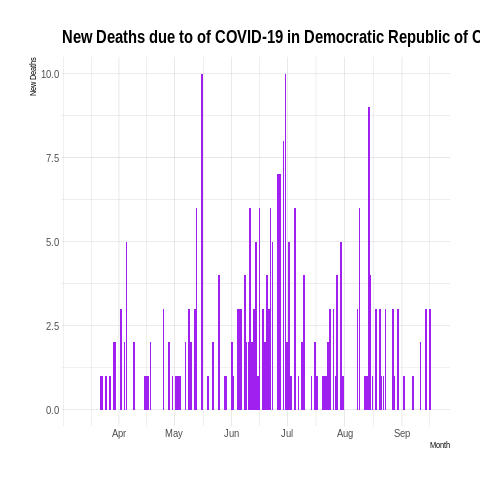 New Deaths due to of COVID-19 in Democratic Republic of C
New Deaths
10.0
7.5
5.0
2.5
0.0
Apr May Jun Jul Aug Sep
Month